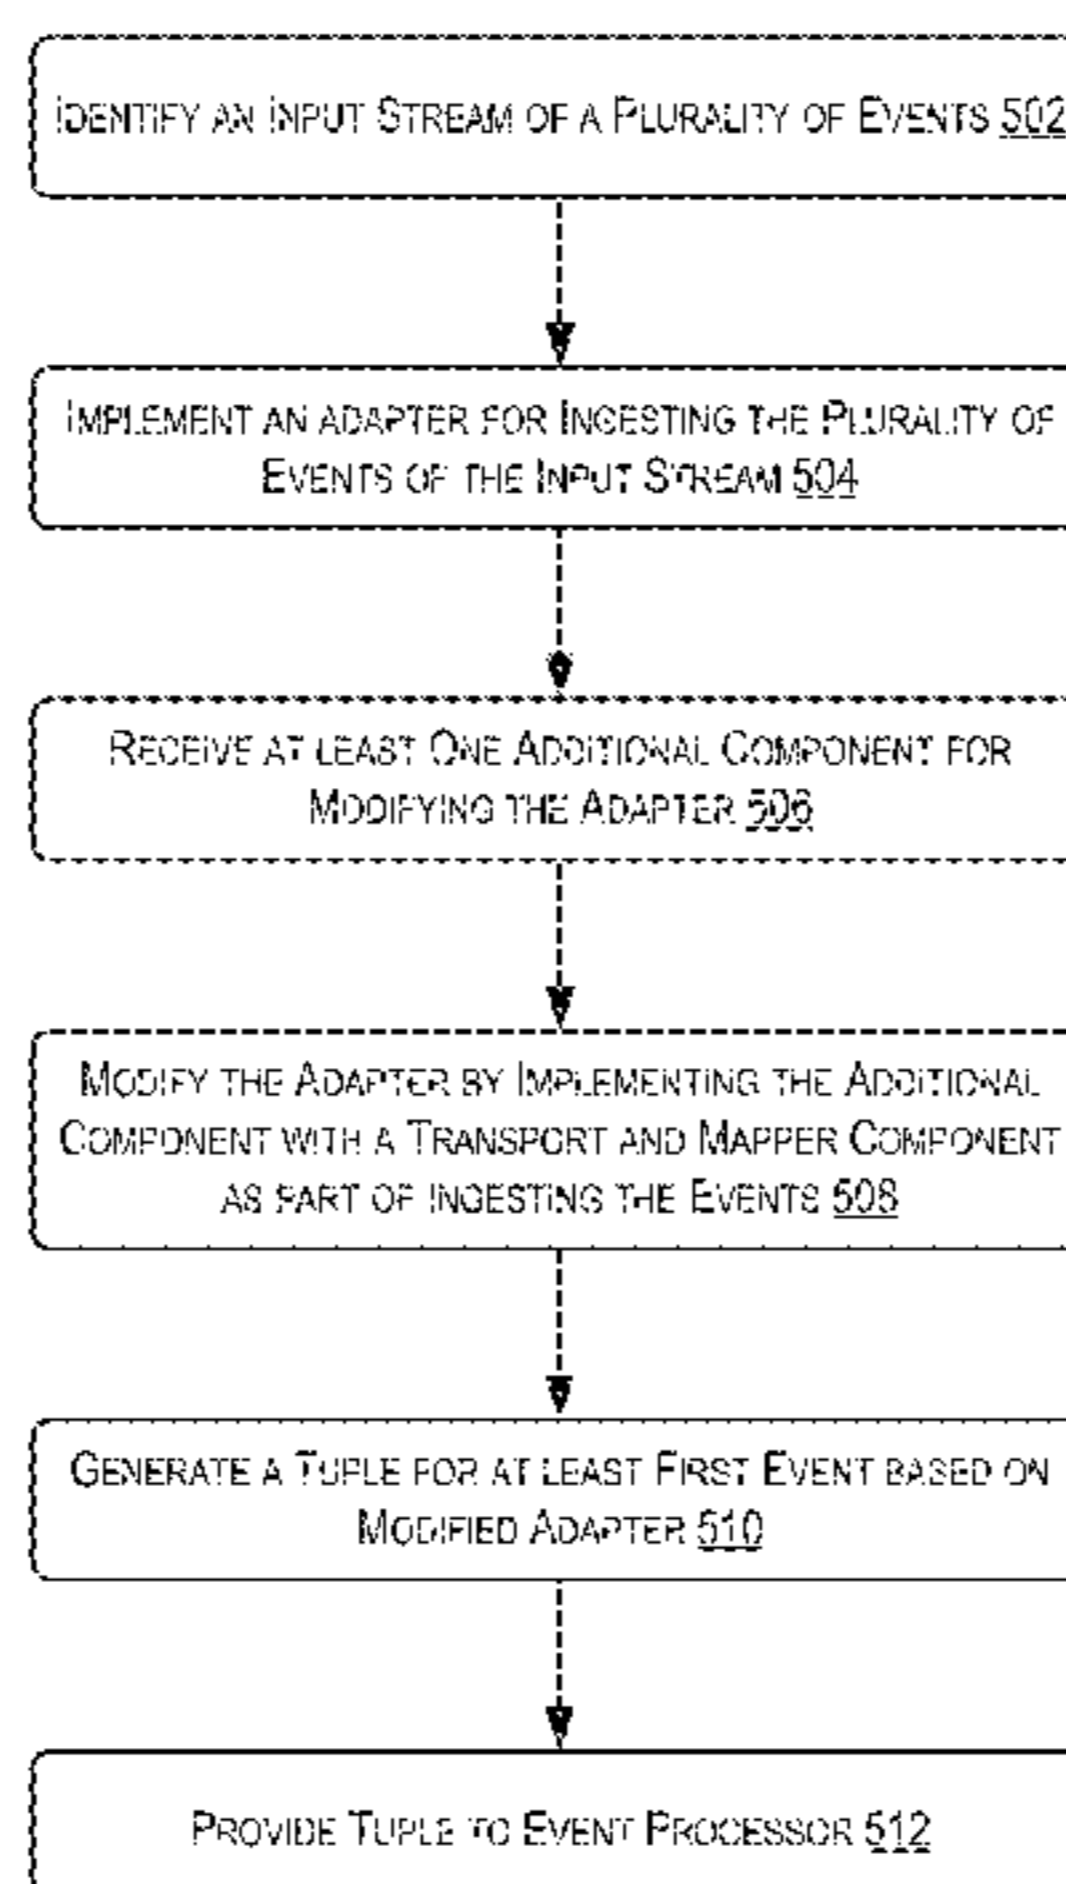 IDENTIFY AN INPUT STREAM OF A PLURALITY OF EVENTS 502
IMPLEMENT AN ADAPTER FOR INGESTING THE PLURALITY OF
EVENTS OF THE INPUT STREAM 504
RECEIVE AT LEAST ONE ADDITIONAL COMPONENT FOR
MODIFYING THE ADAPTER 506
MODIFY THE ADAPTER BY IMPLEMENTING THE ADDITIONAL
COMPONENT WITH A TRANSPORT AND MAPPER COMPONENT
AS PART OF INGESTING THE EVENTS 508
GENERATE A TUPLE FOR AT LEAST FIRST EVENT BASED ON
MODIFIED ADAPTER 510
PROVIDE TUPLE TO EVENT PROCESSOR 512